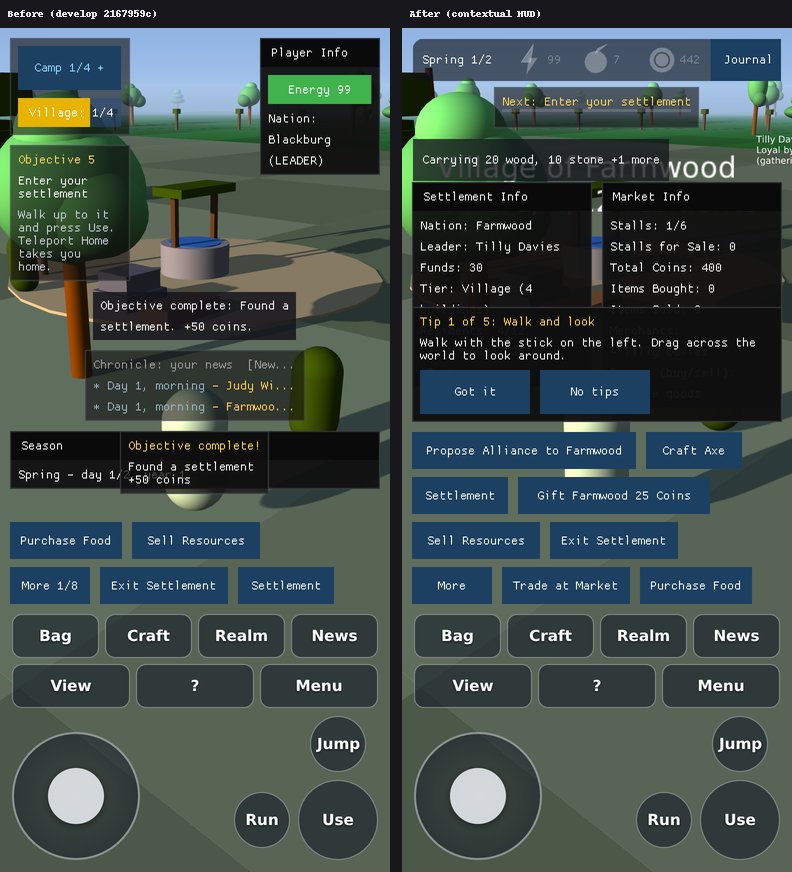 Before (develop 2167959c)
Camp 1/4 +
Village: 1/4
Player Info
Energy 99
Nation:
Blackburg
(LEADER)
Objective 5
Enter your
settlement
Walk up to it
and press Use.
Teleport Home
takes you
home.
Objective complete: Found a
settlement. +50 coins.
Chronicle: your news [New...
* Day 1, morning - Judy Wi...
* Day 1, morning - Farmwoo...
Season
Spring - day 1/
Objective complete!
Found a settlement
+50 coins
Purchase Food
Sell Resources
More 1/8
Exit Settlement
Settlement
Bag
Craft
Realm
News
View
?
Menu
Jump
Run
Use
After (contextual HUD)
Spring 1/2
99
7
442
Journal
Next: Enter your settlement
Tilly Da
Loyal by
(gatheri
Carrying 20 wood, 10 stone +1 more
Village of Farmwood
Settlement Info
Nation: Farmwood
Leader: Tilly Davies
Funds: 30
Tier: Village (4
Market Info
Stalls: 1/6
Stalls for Sale: 0
Total Coins: 400
Items Bought: 0
Tip 1 of 5: Walk and look
Walk with the stick on the left. Drag across the
world to look around.
Got it
No tips
Propose Alliance to Farmwood
Craft Axe
Settlement
Gift Farmwood 25 Coins
Sell Resources
Exit Settlement
More
Trade at Market
Purchase Food
Bag
Craft
Realm
News
View
?
Menu
Jump
Run
Use